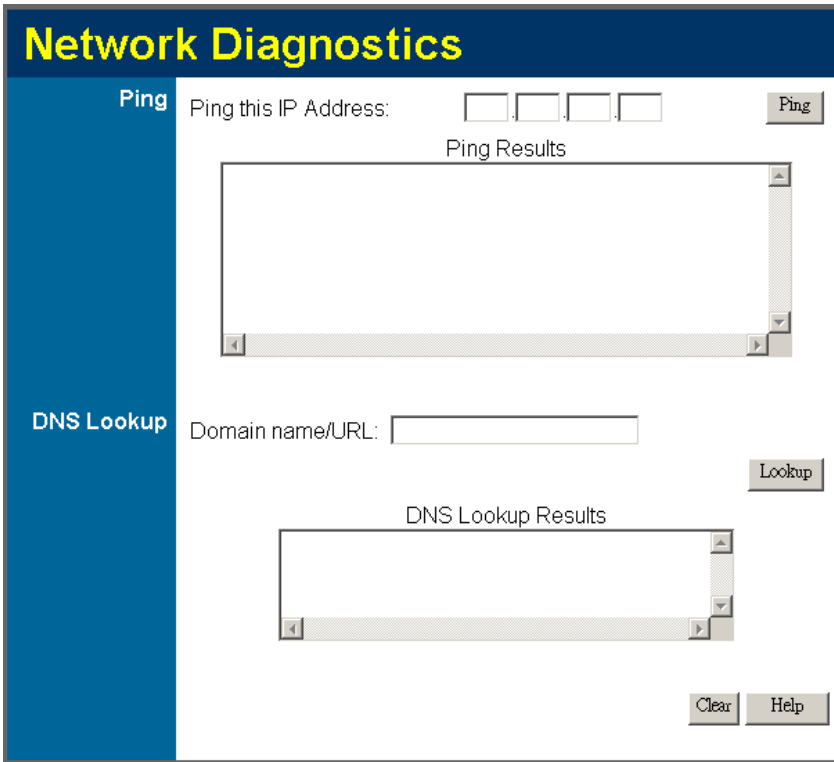 Network Diagnostics
Ping
Ping this IP Address: . . . Ping
Ping Results
DNS Lookup
Domain name/URL:
Lookup
DNS Lookup Results
Clear Help